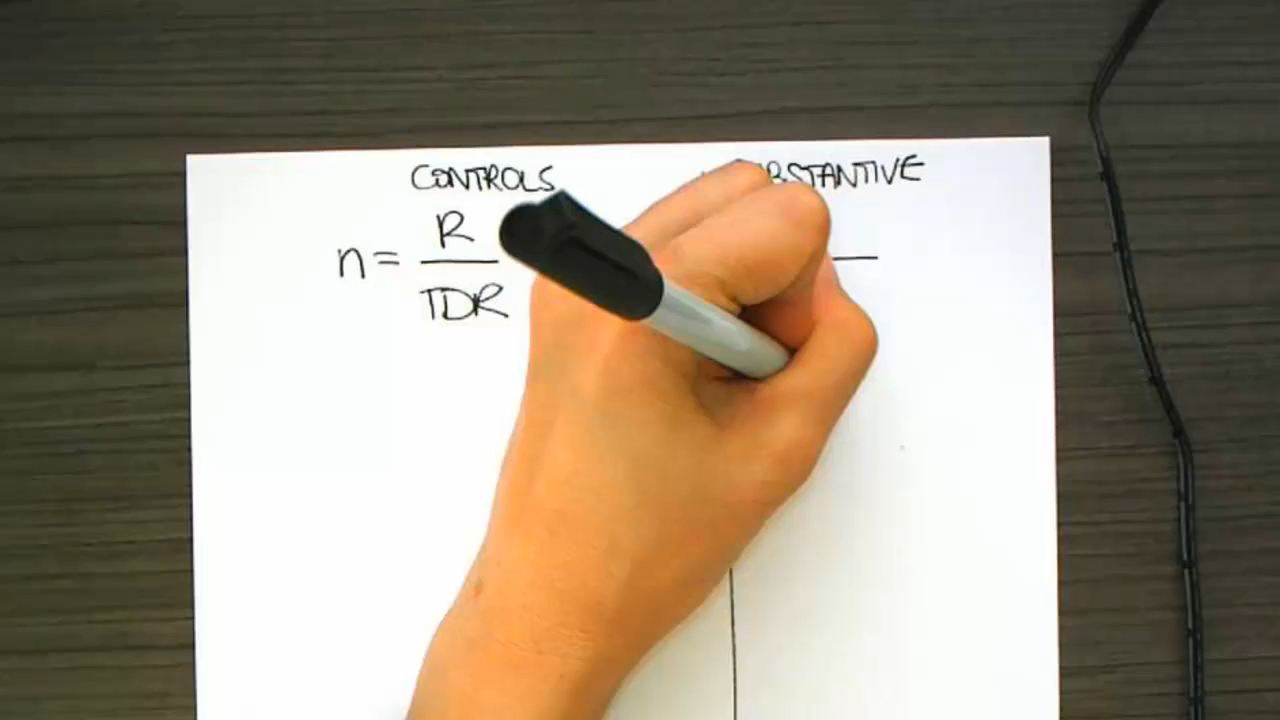 CONTROLS
n = R
TDR